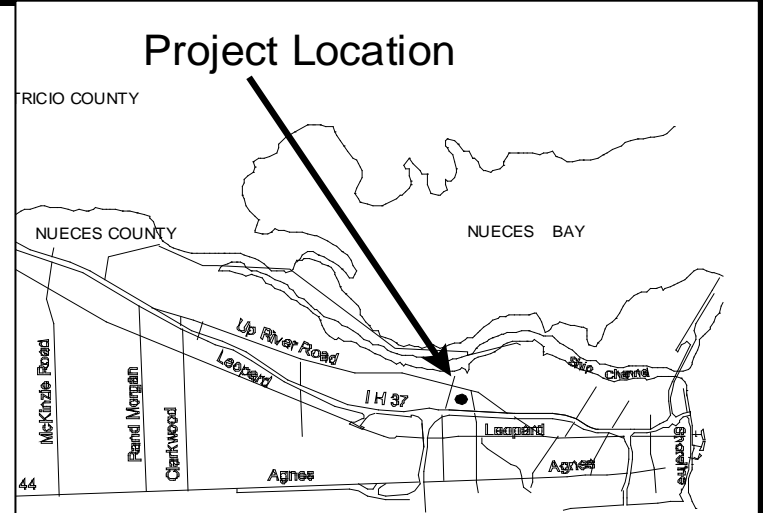 Project Location
TRICIO COUNTY
NUECES COUNTY
NUECES BAY
Up River Road
Leopard
Ship Channel
I H 37
McKinzie Road
Rand Morgan
Clarkwood
Leopard
Shoreline
Agnes
Agnes
44